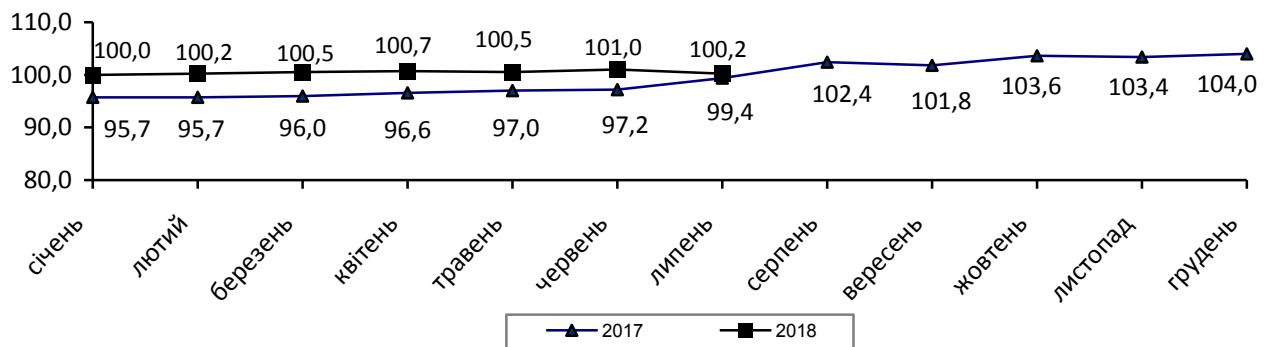 110,0
100,0 100,2 100,5 100,7 100,5 101,0 100,2
100,0
95,7 95,7 96,0 96,6 97,0 97,2 99,4 102,4 101,8 103,6 103,4 104,0
90,0
80,0
січень лютий березень квітень травень червень липень серпень вересень жовтень листопад грудень
2017 2018